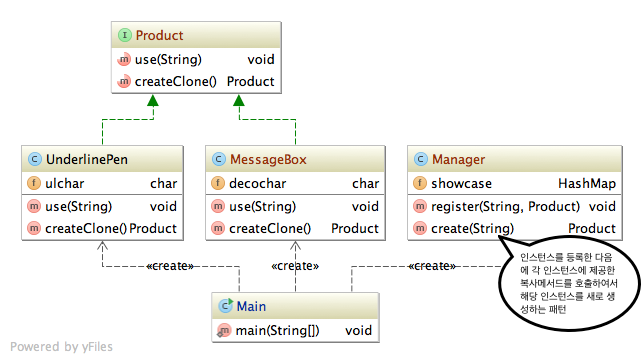 I Product
m use(String) void
m createClone() Product
C UnderlinePen
f ulchar char
m use(String) void
m createClone() Product
C MessageBox
f decochar char
m use(String) void
m createClone() Product
C Manager
f showcase HashMap
m register(String, Product) void
m create(String) Product
인스턴스를 등록한 다음
에 각 인스턴스에 제공한
복사메서드를 호출하여서
해당 인스턴스를 새로 생
성하는 패턴
«create»
«create»
«create»
C Main
m main(String[]) void
Powered by yFiles